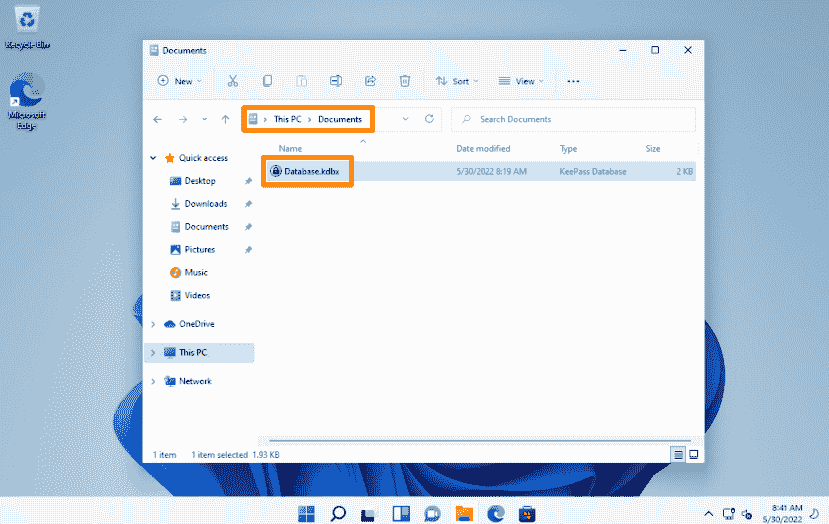 Recycle Bin
Microsoft
Edge
Documents
New
Sort
View
This PC > Documents
Search Documents
Name
Date modified
Type
Size
Database.kdbx
5/30/2022 8:19 AM
KeePass Database
2 KB
Quick access
Desktop
Downloads
Documents
Pictures
Music
Videos
OneDrive
This PC
Network
1 item
1 item selected 1.93 KB
8:41 AM
5/30/2022